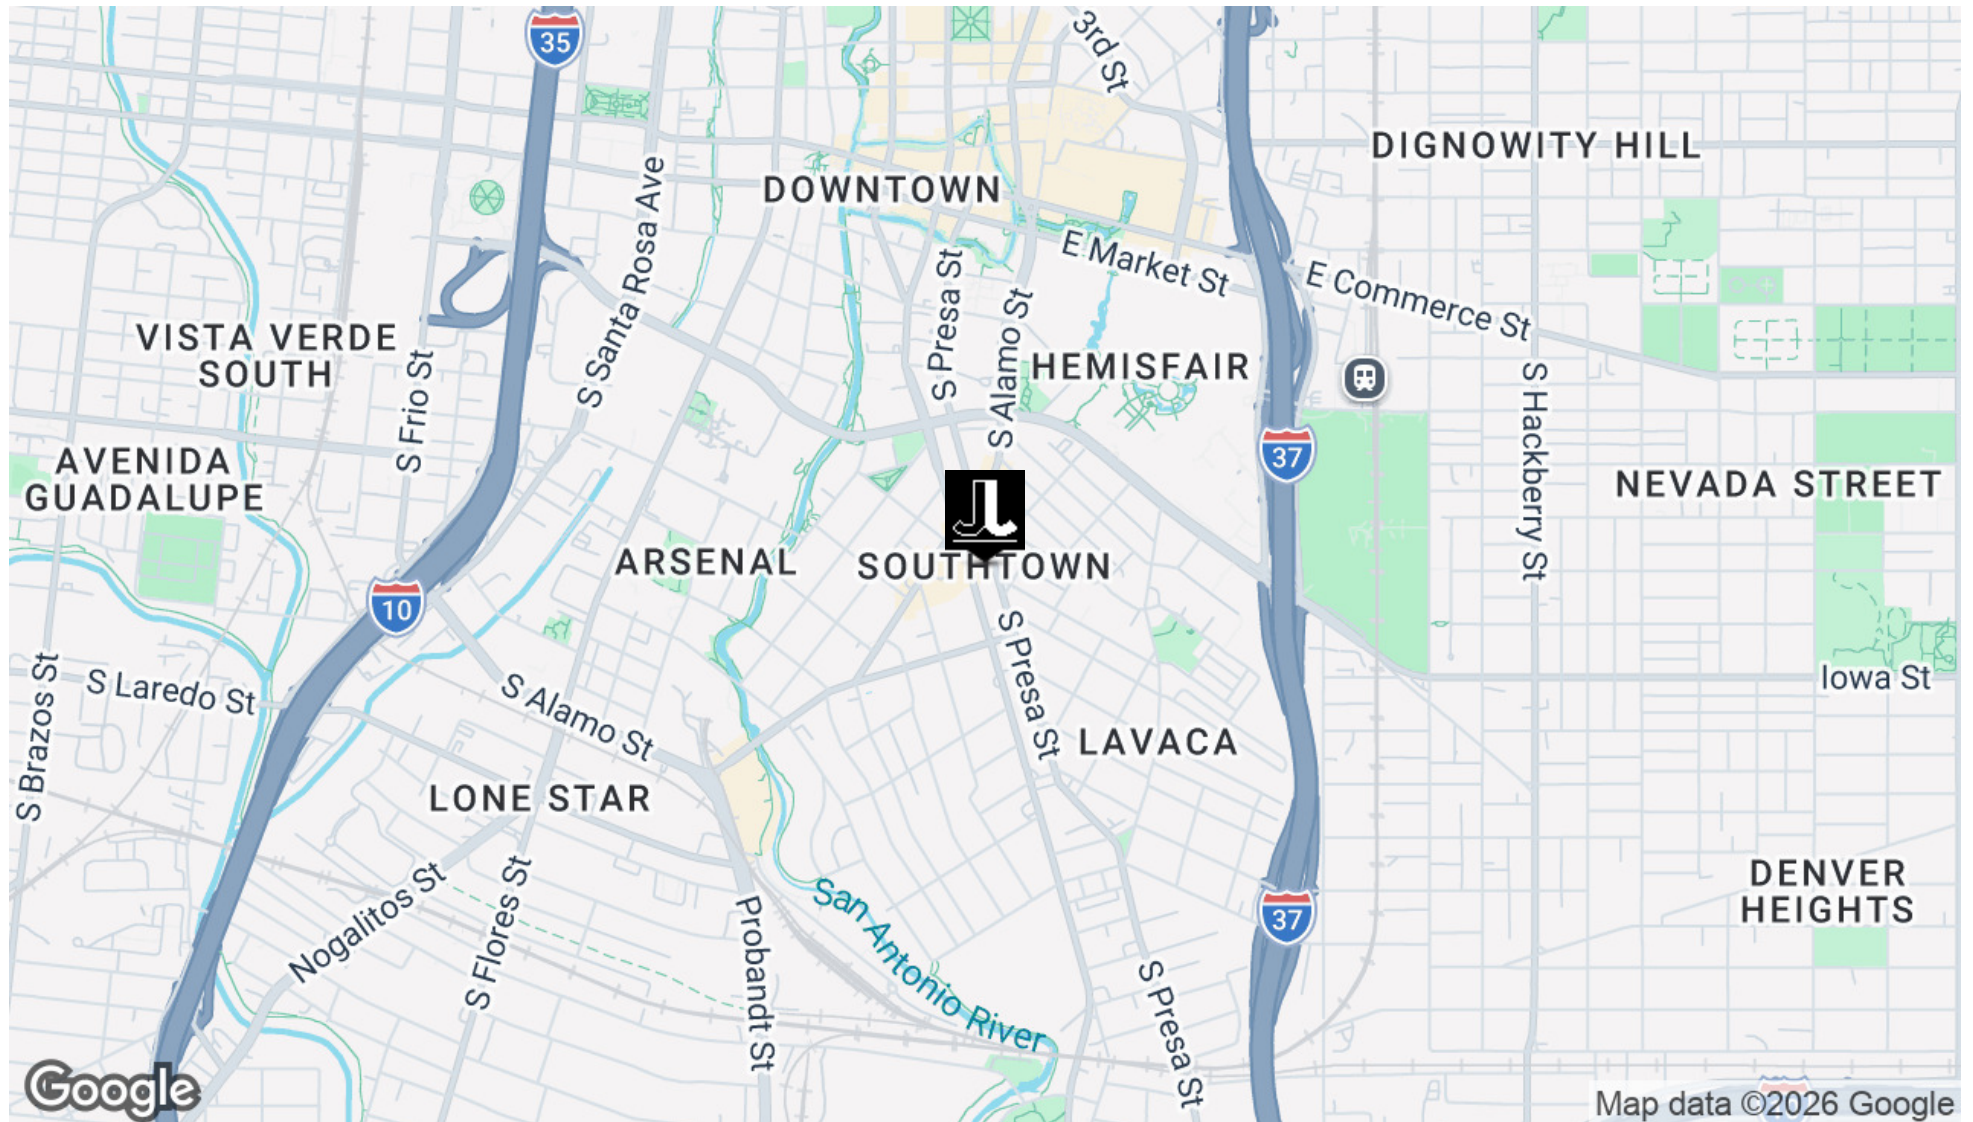 35
3rd St
DIGNOWITY HILL
DOWNTOWN
S Santa Rosa Ave
E Market St
S Presa St
E Commerce St
S Alamo St
VISTA VERDE
SOUTH
S Frio St
HEMISFAIR
S Hackberry St
37
AVENIDA
GUADALUPE
NEVADA STREET
ARSENAL
SOUTHTOWN
10
S Presa St
S Laredo St
S Brazos St
S Alamo St
Iowa St
LAVACA
LONE STAR
DENVER
HEIGHTS
37
Nogalitos St
S Flores St
Probandt St
San Antonio River
S Presa St
Google
Map data ©2026 Google